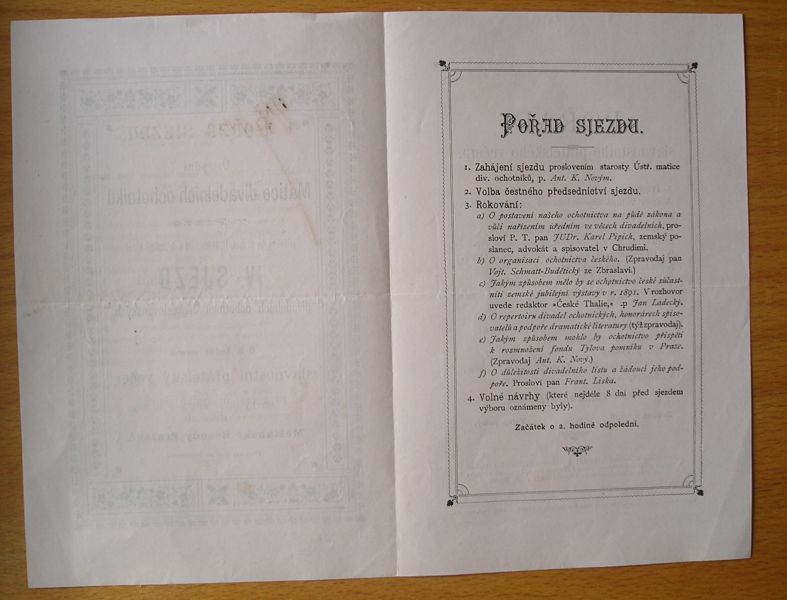 POŘAD SJEZDU.
1. Zahájení sjezdu proslovením starosty Ústř. matice
div. ochotníků, p. Ant. K. Novým.
2. Volba čestného předsednictví sjezdu.
3. Rokování:
a) O postavení našeho ochotnictva na půdě zákona a
vůči nařízením úředním ve věcech divadelních, pro-
sloví P. T. pan JUDr. Karel Pipich, zemský po-
slanec, advokát a spisovatel v Chrudimi.
b) O organisaci ochotnictva českého. (Zpravodaj pan
Vojt. Schmatt-Budětický ze Zbraslavi.)
c) Jakým způsobem mělo by se ochotnictvo české súčast-
niti zemské jubilejní výstavy v r. 1891. V rozhovor
uvede redaktor »České Thalie,« .p Jan Ladecký.
d) O repertoiru divadel ochotnických, honorárech spiso-
vatelů a podpoře dramatické literatury (týž zpravodaj).
e) Jakým způsobem mohlo by ochotnictvo přispěti
k rozmnožení fondu Tylova pomníku v Praze.
(Zpravodaj Ant. K. Nový.)
f) O důležitosti divadelního listu a žádoucí jeho pod-
poře. Prosloví pan Frant. Liska.
4. Volné návrhy (které nejdéle 8 dní před sjezdem
výboru oznámeny byly).
Začátek o 2. hodině odpolední.